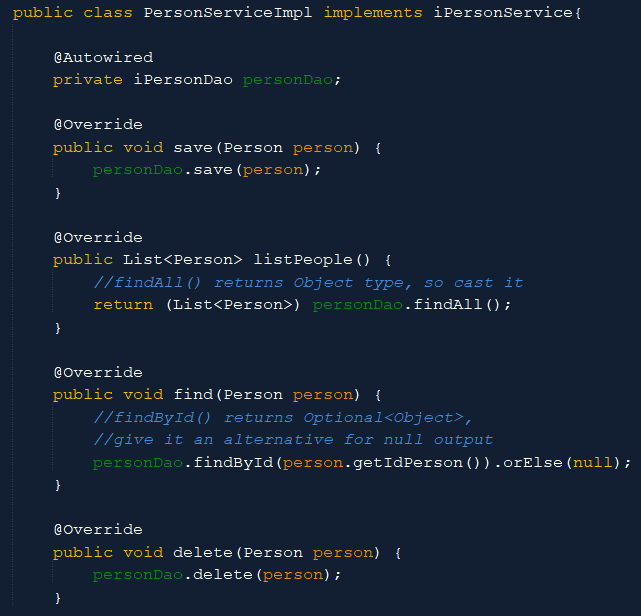 public class PersonServiceImpl implements iPersonService{
@Autowired
private iPersonDao personDao;
@Override
public void save(Person person) {
personDao.save(person);
}
@Override
public List<Person> listPeople() {
//findAll() returns Object type, so cast it
return (List<Person>) personDao.findAll();
}
@Override
public void find(Person person) {
//findById() returns Optional<Object>,
//give it an alternative for null output
personDao.findById(person.getIdPerson()).orElse(null);
}
@Override
public void delete(Person person) {
personDao.delete(person);
}